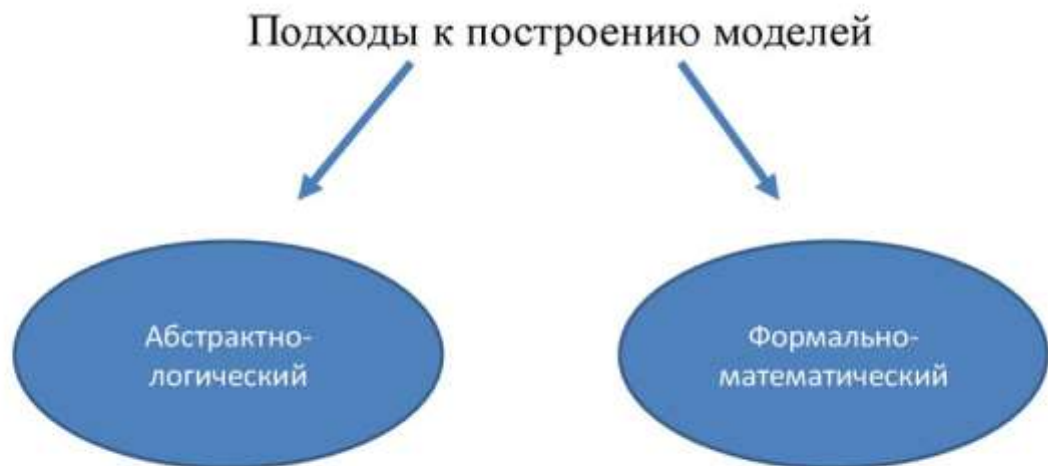 Подходы к построению моделей
Абстрактно-
логический
Формально-
математический